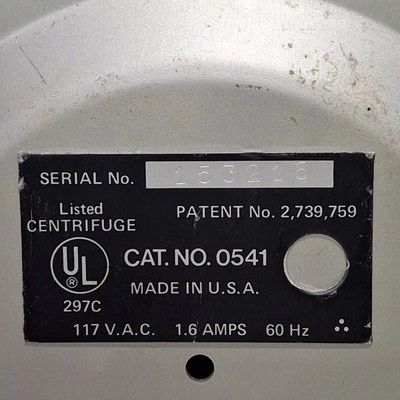 SERIAL No. 153216
Listed PATENT No. 2,739,759
CENTRIFUGE
UL ® CAT. NO. 0541
MADE IN U.S.A.
297C
117 V.A.C. 1.6 AMPS 60 Hz